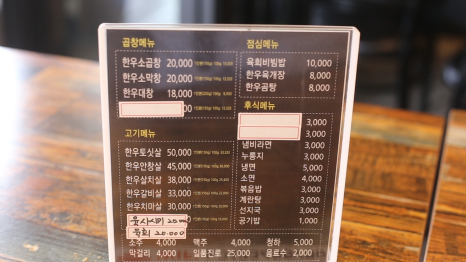 곱창메뉴
한우소곱창 20,000
한우소막창 20,000
한우대창 18,000
고기메뉴
한우토싯살 50,000
한우안창살 45,000
한우살치살 38,000
한우갈비살 33,000
한우치마살 30,000
육회 20.000
점심메뉴
육회비빔밥 10,000
한우육개장 8,000
한우곰탕 8,000
후식메뉴
3,000
3,000
냄비라면 3,000
누룽지 3,000
냉면 5,000
소면 4,000
볶음밥 3,000
계란탕 3,000
선지국 3,000
공기밥 1,000
소주 4,000 맥주 4,000 청하 5,000
막걸리 4,000 일품진로 25,000 음료수 2,000